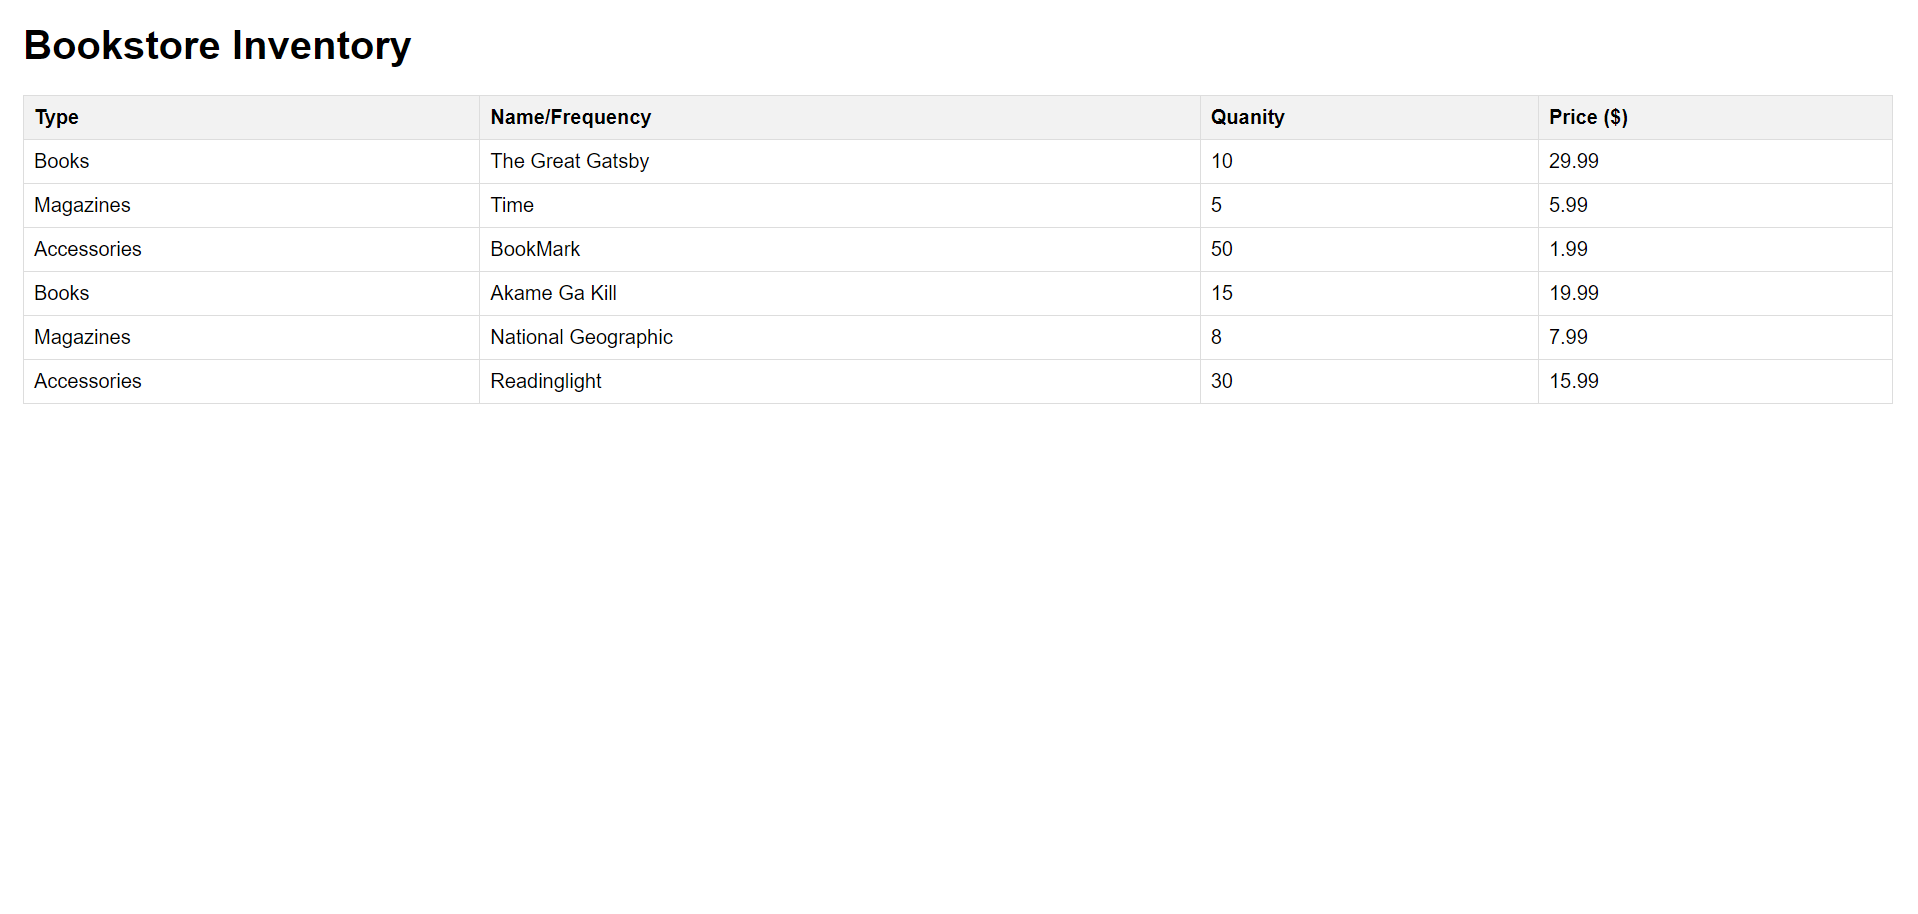 Bookstore Inventory
Type Name/Frequency Quanity Price ($)
Books The Great Gatsby 10 29.99
Magazines Time 5 5.99
Accessories BookMark 50 1.99
Books Akame Ga Kill 15 19.99
Magazines National Geographic 8 7.99
Accessories Readinglight 30 15.99